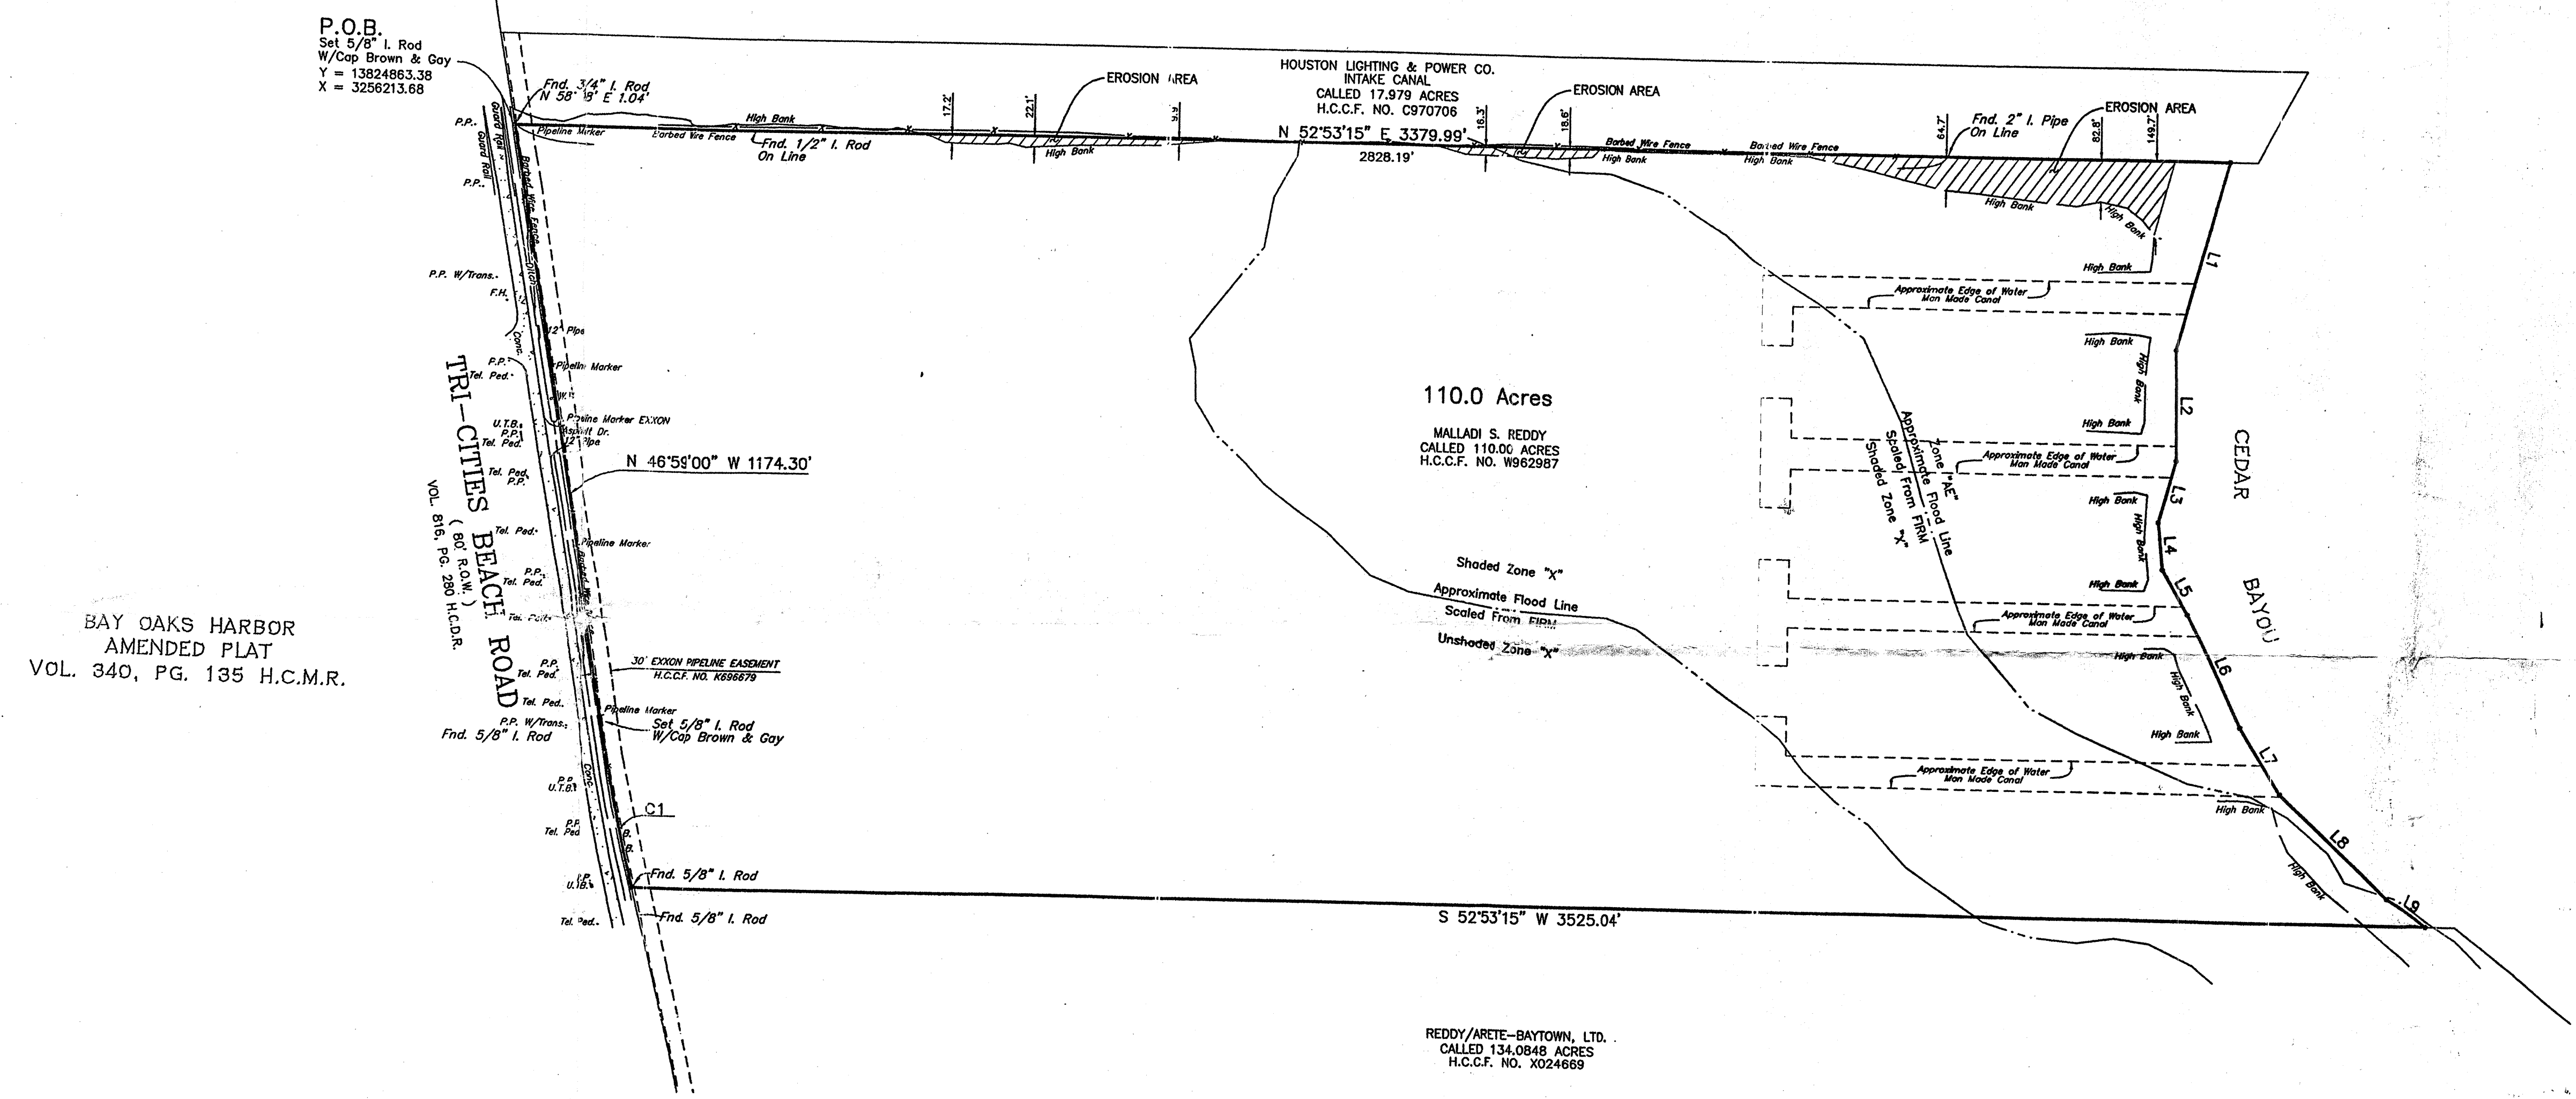 P.O.B.
Set 5/8" I. Rod
W/Cap Brown & Gay
Y = 13824863.38
X = 3256213.68
Fnd. 3/4" I. Rod
E 1.04'
Guard Rail
Guard Rail
P.P.
P.P.
Pipeline
Barbed Wire Fence
High Bank
Fnd. 1/2" I. Rod
On Line
17.2'
22.1'
EROSION AREA
High Bank
HOUSTON LIGHTING & POWER CO.
INTAKE CANAL
CALLED 17.979 ACRES
H.C.C.F. NO. C970706
N 52°53'15" E 3379.99'
2828.19'
16.3'
18.6'
EROSION AREA
Barbed Wire Fence
High Bank
Barbed Wire Fence
High Bank
64.7'
Fnd. 2" I. Pipe
On Line
82.8'
149.7'
EROSION AREA
High Bank
High Bank
High Bank
L1
Barbed Wire Fence
Ditch
P.P. W/Trans.
F.H.
Conc.
12" Pipe
P.P.
Tel. Ped.
Marker
Pipeline Marker EXXON
Asphalt Dr.
12" Pipe
U.T.B.
P.P.
Tel. Ped.
Tel. Ped.
P.P.
N 46°59'00" W 1174.30'
TRI-CITIES BEACH ROAD
( 80' R.O.W. )
VOL. 816, PG. 280 H.C.D.R.
Tel. Ped.
Pipeline Marker
P.P.
Tel. Ped.
30' EXXON PIPELINE EASEMENT
H.C.C.F. NO. K696679
P.P.
Tel. Ped.
Tel. Ped.
Pipeline Marker
P.P. W/Trans.
Fnd. 5/8" I. Rod
Set 5/8" I. Rod
W/Cap Brown & Gay
Conc.
P.P.
U.T.B.
C1
P.P.
Tel. Ped
B.
B.
Fnd. 5/8" I. Rod
P.P.
U.T.B.
Fnd. 5/8" I. Rod
Tel. Ped.
BAY OAKS HARBOR
AMENDED PLAT
VOL. 340, PG. 135 H.C.M.R.
110.0 Acres
MALLADI S. REDDY
CALLED 110.00 ACRES
H.C.C.F. NO. W962987
Shaded Zone "X"
Approximate Flood Line
Scaled From FIRM
Unshaded Zone "X"
Zone "AE"
Approximate Flood Line
Scaled From FIRM
Shaded Zone "X"
Approximate Edge of Water
Man Made Canal
High Bank
High Bank
High Bank
L2
Approximate Edge of Water
Man Made Canal
High Bank
High Bank
High Bank
L3
L4
L5
Approximate Edge of Water
Man Made Canal
High Bank
High Bank
High Bank
L6
L7
Approximate Edge of Water
Man Made Canal
High Bank
L8
High Bank
L9
CEDAR
BAYOU
S 52°53'15" W 3525.04'
REDDY/ARETE-BAYTOWN, LTD.
CALLED 134.0848 ACRES
H.C.C.F. NO. X024669